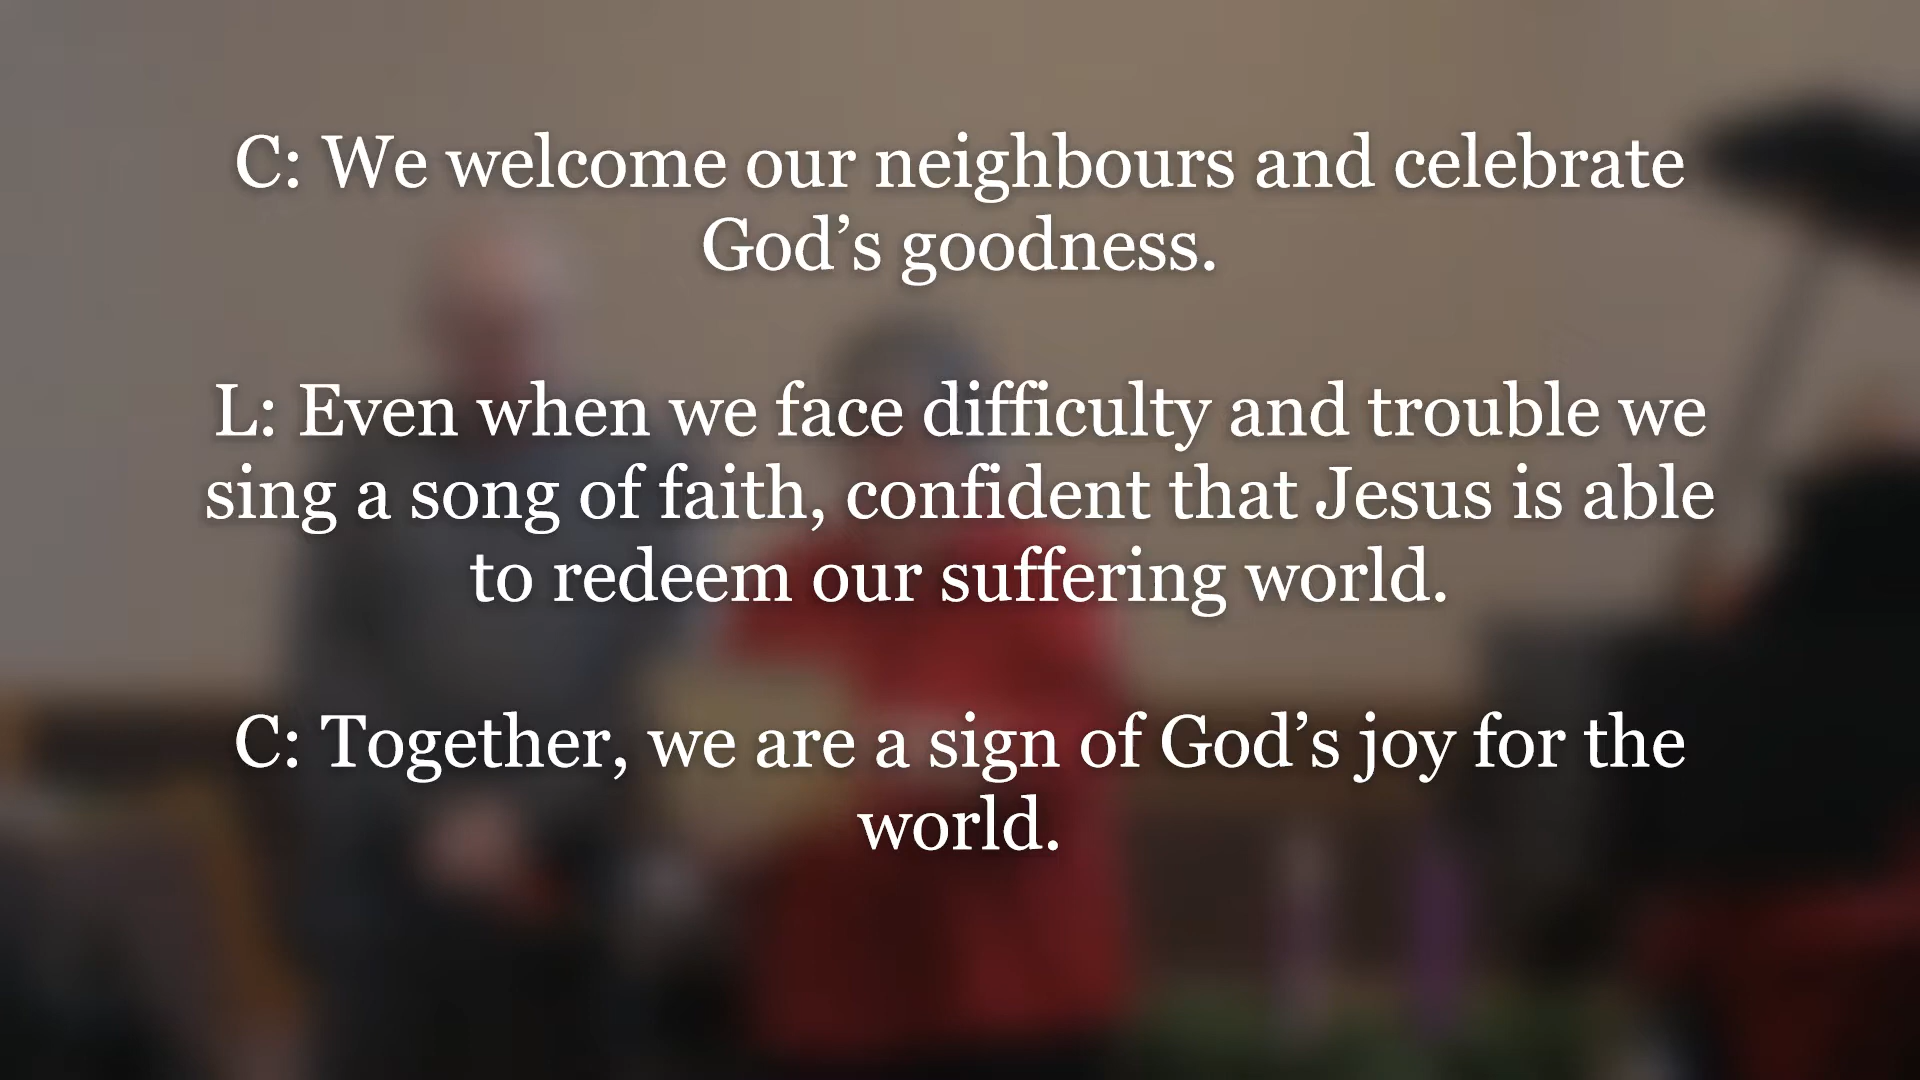 C: We welcome our neighbours and celebrate
God’s goodness.
L: Even when we face difficulty and trouble we
sing a song of faith, confident that Jesus is able
to redeem our suffering world.
C: Together, we are a sign of God’s joy for the
world.